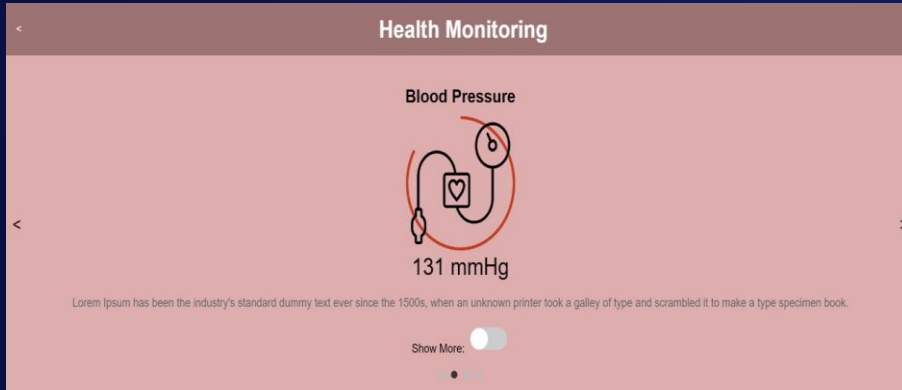 <
Health Monitoring
Blood Pressure
<
131 mmHg
Lorem Ipsum has been the industry's standard dummy text ever since the 1500s, when an unknown printer took a galley of type and scrambled it to make a type specimen book.
Show More: